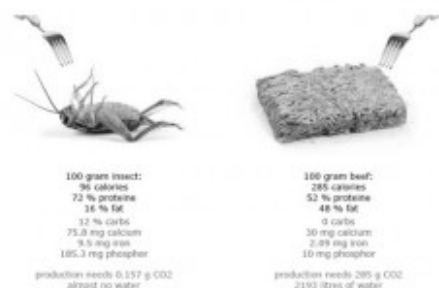 100 gram insect:
96 calories
72 % proteine
16 % fat
12 % carbs
75.8 mg calcium
9.5 mg iron
185.3 mg phosphor
production needs 0.157 g CO2
almost no water
100 gram beef:
285 calories
52 % proteine
48 % fat
0 carbs
30 mg calcium
2.09 mg iron
10 mg phosphor
production needs 285 g CO2
2193 litres of water